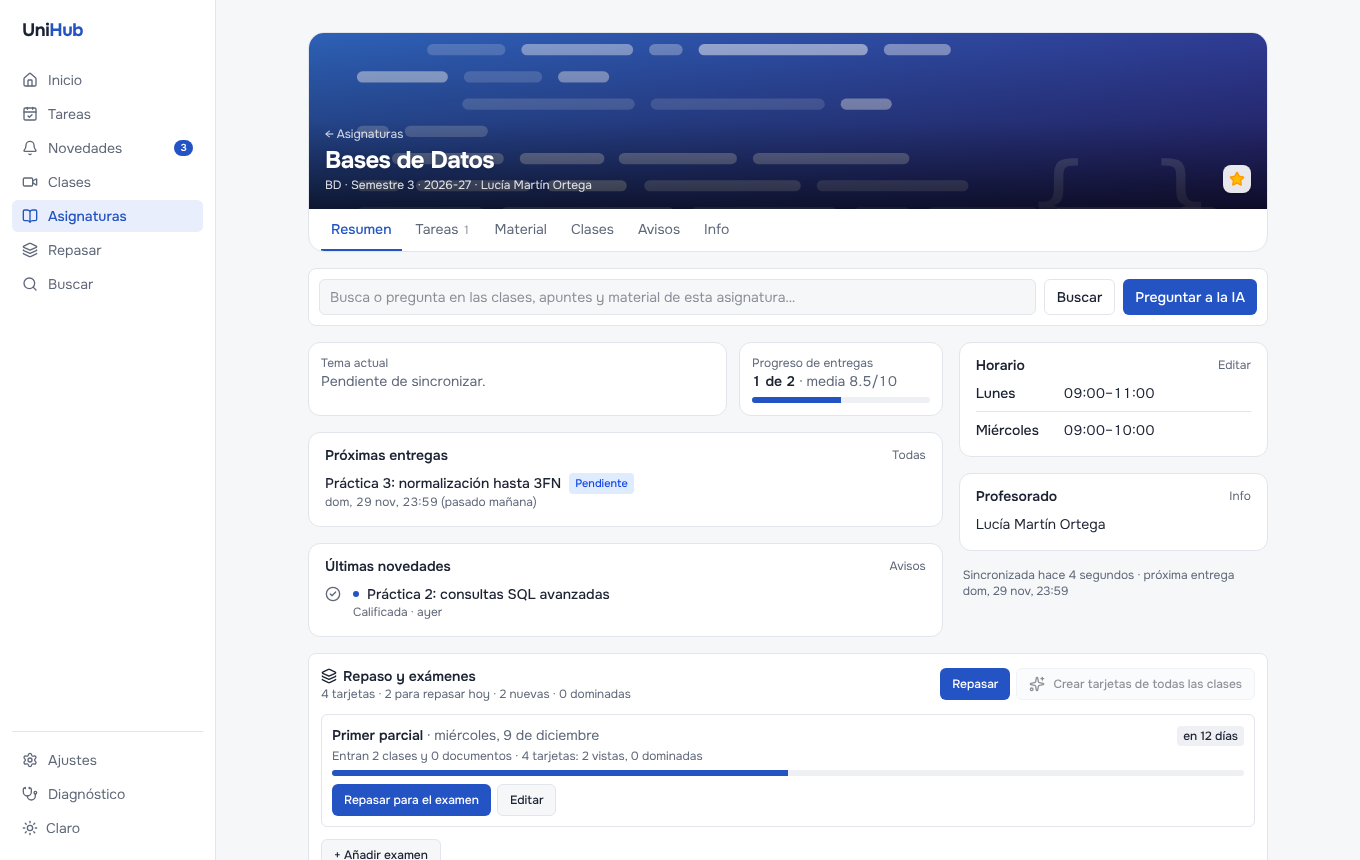 UniHub
Inicio
Tareas
Novedades 3
Clases
Asignaturas
Repasar
Buscar
Ajustes
Diagnóstico
Claro
← Asignaturas
Bases de Datos
BD · Semestre 3 · 2026-27 · Lucía Martín Ortega
{ }
Resumen Tareas 1 Material Clases Avisos Info
Busca o pregunta en las clases, apuntes y material de esta asignatura...
Buscar
Preguntar a la IA
Tema actual
Pendiente de sincronizar.
Progreso de entregas
1 de 2 · media 8.5/10
Próximas entregas Todas
Práctica 3: normalización hasta 3FN Pendiente
dom, 29 nov, 23:59 (pasado mañana)
Últimas novedades Avisos
Práctica 2: consultas SQL avanzadas
Calificada · ayer
Horario Editar
Lunes 09:00–11:00
Miércoles 09:00–10:00
Profesorado Info
Lucía Martín Ortega
Sincronizada hace 4 segundos · próxima entrega
dom, 29 nov, 23:59
Repaso y exámenes
4 tarjetas · 2 para repasar hoy · 2 nuevas · 0 dominadas
Repasar
Crear tarjetas de todas las clases
Primer parcial · miércoles, 9 de diciembre en 12 días
Entran 2 clases y 0 documentos · 4 tarjetas: 2 vistas, 0 dominadas
Repasar para el examen
Editar
+ Añadir examen